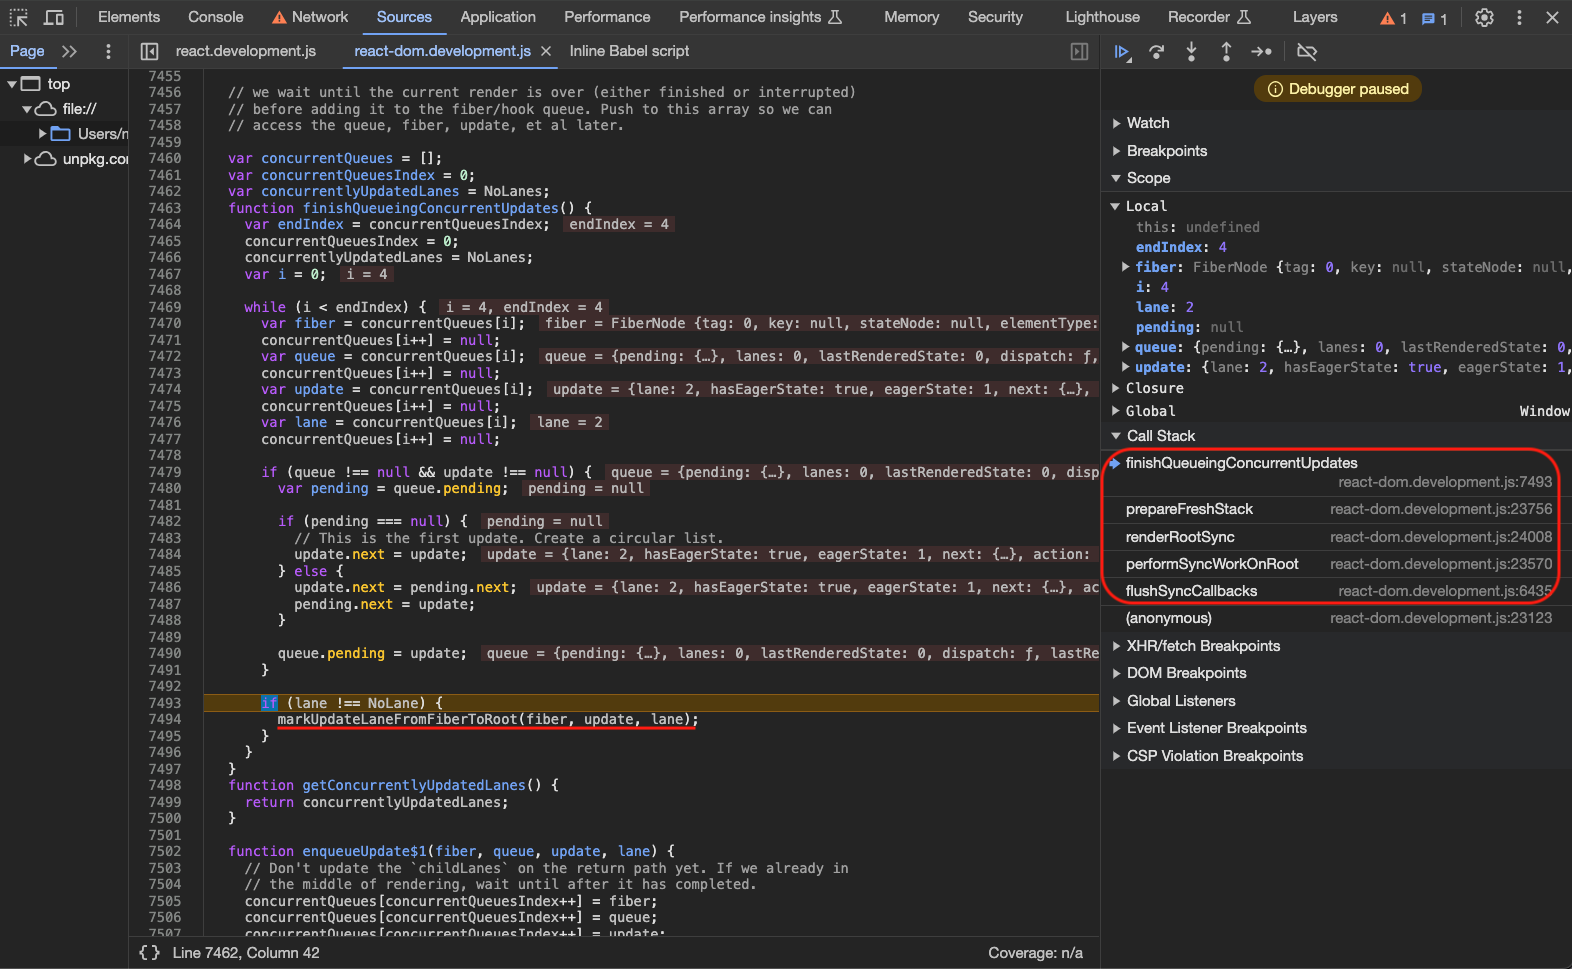 Elements Console Network Sources Application Performance Performance insights Memory Security Lighthouse Recorder Layers 1 1
Page react.development.js react-dom.development.js Inline Babel script
top
file://
Users/
unpkg.co
7455
7456 // we wait until the current render is over (either finished or interrupted)
7457 // before adding it to the fiber/hook queue. Push to this array so we can
7458 // access the queue, fiber, update, et al later.
7459
7460 var concurrentQueues = [];
7461 var concurrentQueuesIndex = 0;
7462 var concurrentlyUpdatedLanes = NoLanes;
7463 function finishQueueingConcurrentUpdates() {
7464 var endIndex = concurrentQueuesIndex; endIndex = 4
7465 concurrentQueuesIndex = 0;
7466 concurrentlyUpdatedLanes = NoLanes;
7467 var i = 0; i = 4
7468
7469 while (i < endIndex) { i = 4, endIndex = 4
7470 var fiber = concurrentQueues[i]; fiber = FiberNode {tag: 0, key: null, stateNode: null, elementType:
7471 concurrentQueues[i++] = null;
7472 var queue = concurrentQueues[i]; queue = {pending: {…}, lanes: 0, lastRenderedState: 0, dispatch: ƒ,
7473 concurrentQueues[i++] = null;
7474 var update = concurrentQueues[i]; update = {lane: 2, hasEagerState: true, eagerState: 1, next: {…},
7475 concurrentQueues[i++] = null;
7476 var lane = concurrentQueues[i]; lane = 2
7477 concurrentQueues[i++] = null;
7478
7479 if (queue !== null && update !== null) { queue = {pending: {…}, lanes: 0, lastRenderedState: 0, disp
7480 var pending = queue.pending; pending = null
7481
7482 if (pending === null) { pending = null
7483 // This is the first update. Create a circular list.
7484 update.next = update; update = {lane: 2, hasEagerState: true, eagerState: 1, next: {…}, action:
7485 } else {
7486 update.next = pending.next; update = {lane: 2, hasEagerState: true, eagerState: 1, next: {…}, ac
7487 pending.next = update;
7488 }
7489
7490 queue.pending = update; queue = {pending: {…}, lanes: 0, lastRenderedState: 0, dispatch: ƒ, lastRe
7491 }
7492
7493 if (lane !== NoLane) {
7494 markUpdateLaneFromFiberToRoot(fiber, update, lane);
7495 }
7496 }
7497 }
7498 function getConcurrentlyUpdatedLanes() {
7499 return concurrentlyUpdatedLanes;
7500 }
7501
7502 function enqueueUpdate$1(fiber, queue, update, lane) {
7503 // Don't update the `childLanes` on the return path yet. If we already in
7504 // the middle of rendering, wait until after it has completed.
7505 concurrentQueues[concurrentQueuesIndex++] = fiber;
7506 concurrentQueues[concurrentQueuesIndex++] = queue;
7507 concurrentQueues[concurrentQueuesIndex++] = update;
{} Line 7462, Column 42 Coverage: n/a
Debugger paused
Watch
Breakpoints
Scope
Local
this: undefined
endIndex: 4
fiber: FiberNode {tag: 0, key: null, stateNode: null,
i: 4
lane: 2
pending: null
queue: {pending: {…}, lanes: 0, lastRenderedState: 0,
update: {lane: 2, hasEagerState: true, eagerState: 1,
Closure
Global Window
Call Stack
finishQueueingConcurrentUpdates
react-dom.development.js:7493
prepareFreshStack react-dom.development.js:23756
renderRootSync react-dom.development.js:24008
performSyncWorkOnRoot react-dom.development.js:23570
flushSyncCallbacks react-dom.development.js:6435
(anonymous) react-dom.development.js:23123
XHR/fetch Breakpoints
DOM Breakpoints
Global Listeners
Event Listener Breakpoints
CSP Violation Breakpoints